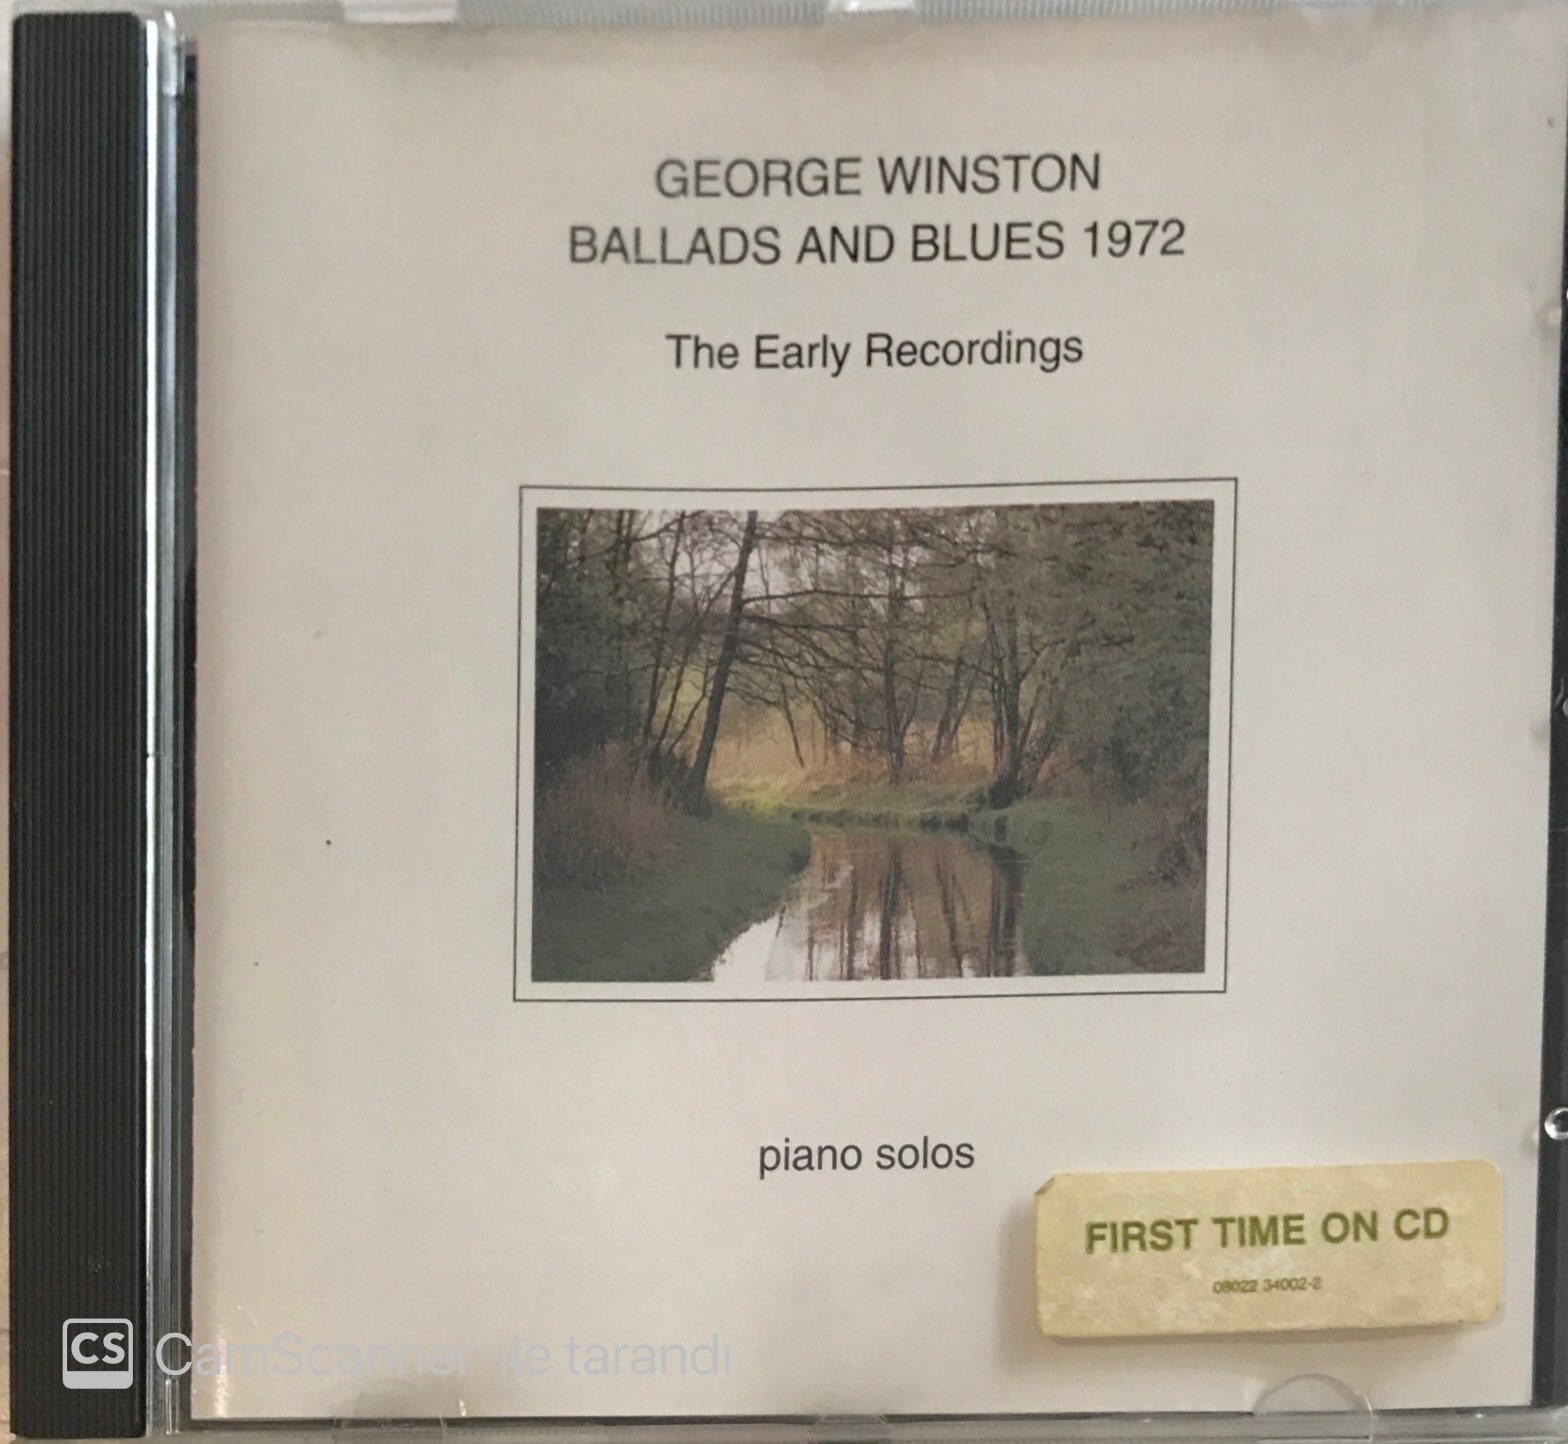 GEORGE WINSTON
BALLADS AND BLUES 1972
The Early Recordings
piano solos
FIRST TIME ON CD
08022 34002-2
CS CamScanner ile tarandı